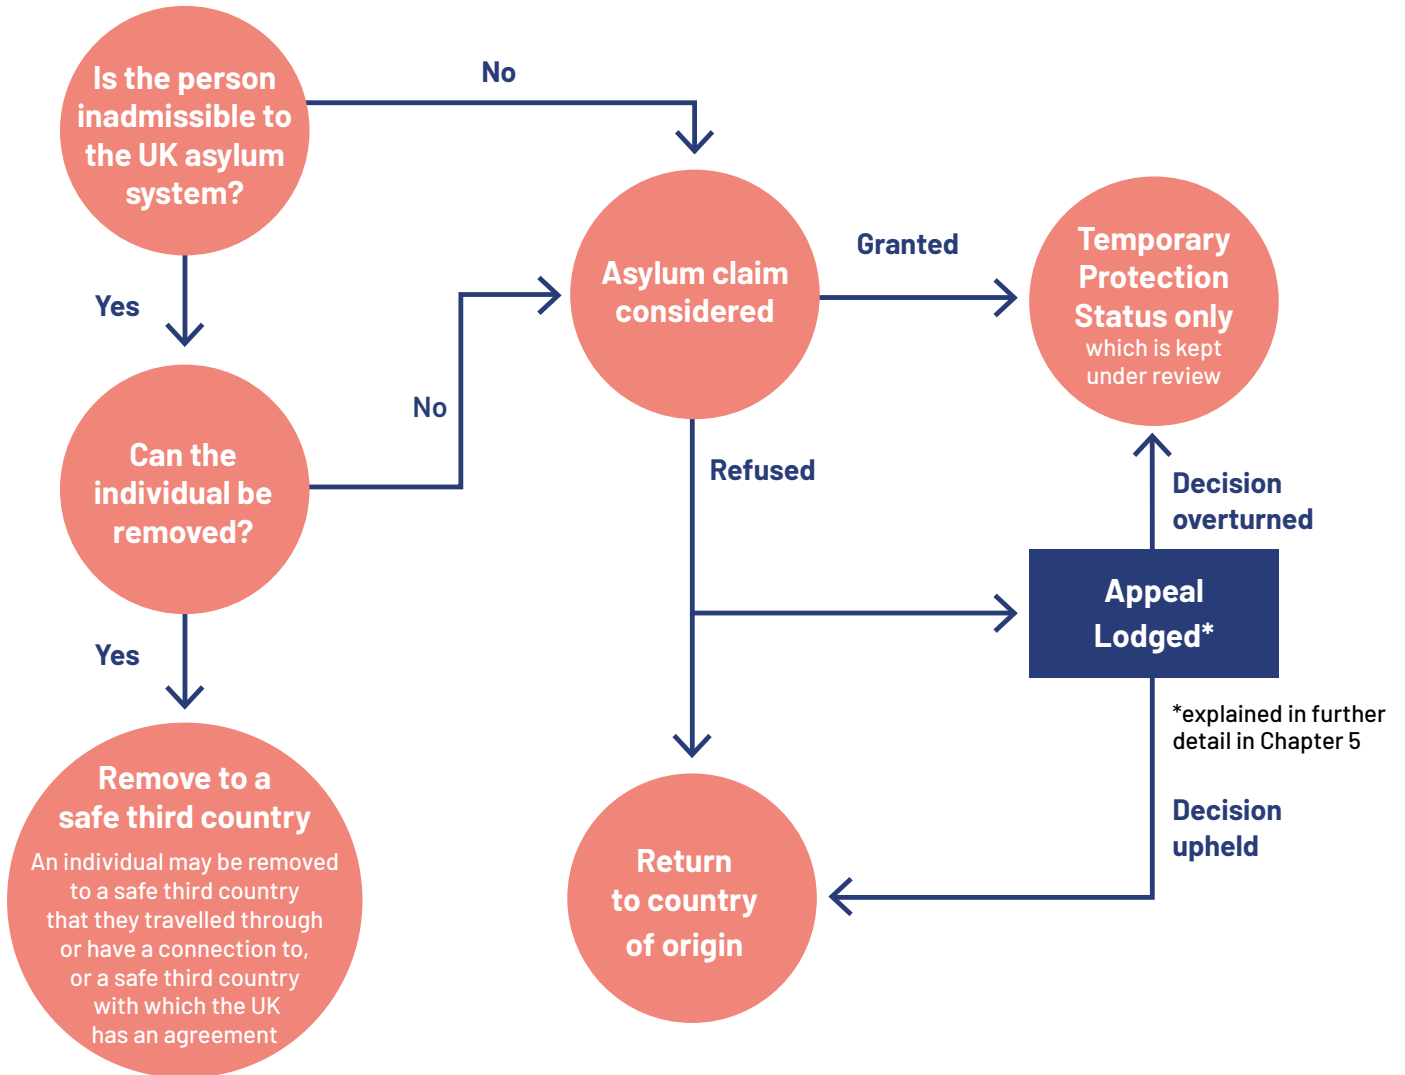 Is the person
inadmissible to
the UK asylum
system?
No
Yes
Can the
individual be
removed?
No
Yes
Remove to a
safe third country
An individual may be removed
to a safe third country
that they travelled through
or have a connection to,
or a safe third country
with which the UK
has an agreement
Asylum claim
considered
Granted
Temporary
Protection
Status only
which is kept
under review
Refused
Decision
overturned
Appeal
Lodged*
*explained in further
detail in Chapter 5
Decision
upheld
Return
to country
of origin